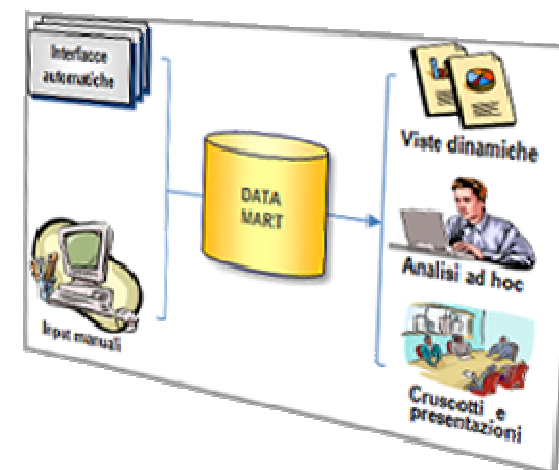 Interfacce
automatiche
Input manuali
DATA
MART
Viste dinamiche
Analisi ad hoc
Cruscotti e
presentazioni